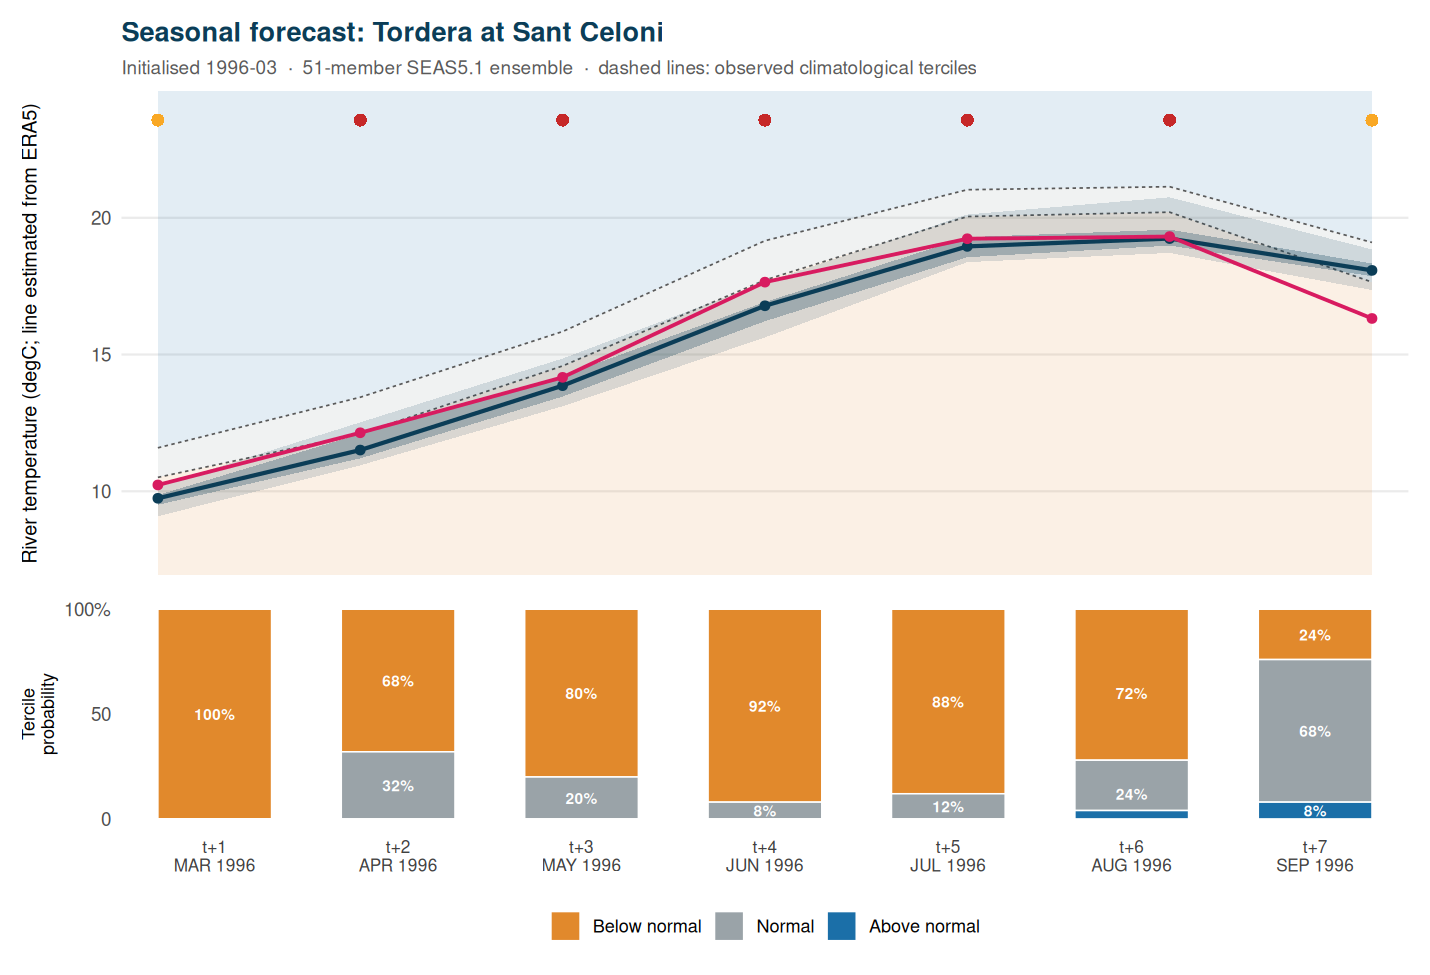 Seasonal forecast: Tordera at Sant Celoni
Initialised 1996-03 · 51-member SEAS5.1 ensemble · dashed lines: observed climatological terciles
River temperature (degC; line estimated from ERA5)
20
15
10
100%
50
0
Tercile
probability
100%
68%
32%
80%
20%
92%
8%
88%
12%
72%
24%
24%
68%
8%
t+1
MAR 1996
t+2
APR 1996
t+3
MAY 1996
t+4
JUN 1996
t+5
JUL 1996
t+6
AUG 1996
t+7
SEP 1996
Below normal
Normal
Above normal